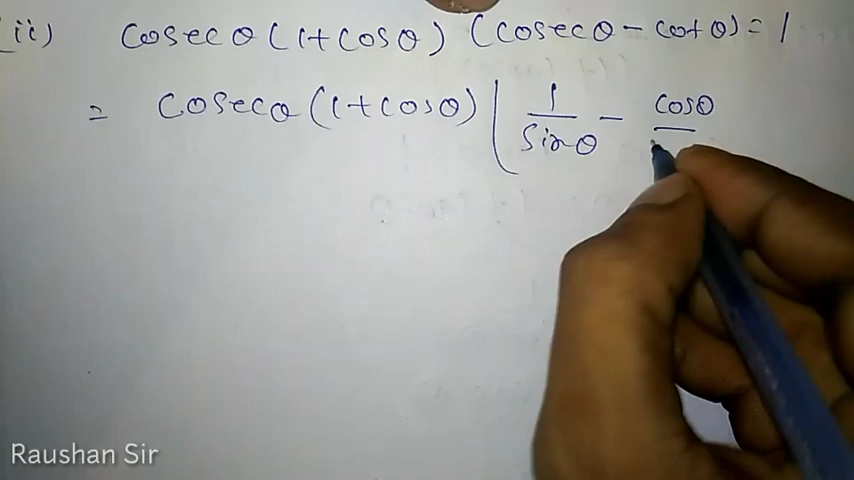 (ii) Cosecθ (1+cosθ) (cosecθ - cotθ) = 1
= Cosecθ (1+cosθ) ( 1/sinθ - cosθ/
Raushan Sir